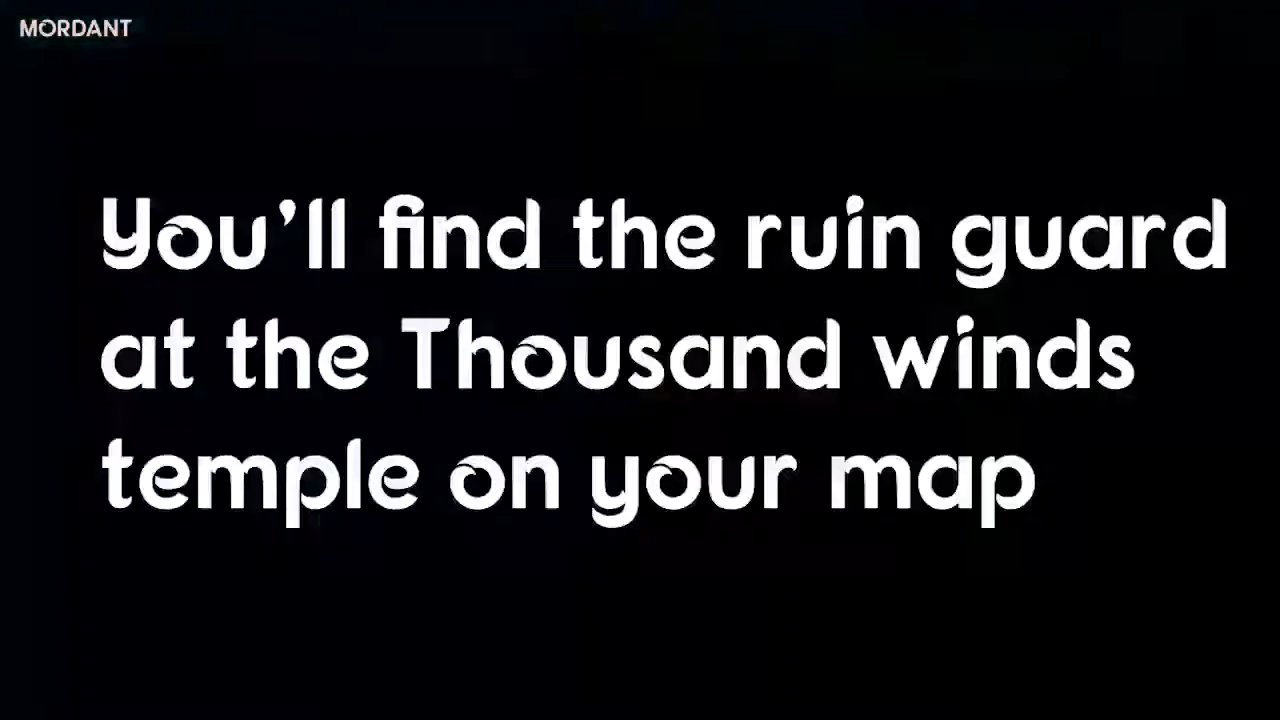 MORDANT
You’ll find the ruin guard
at the Thousand winds
temple on your map